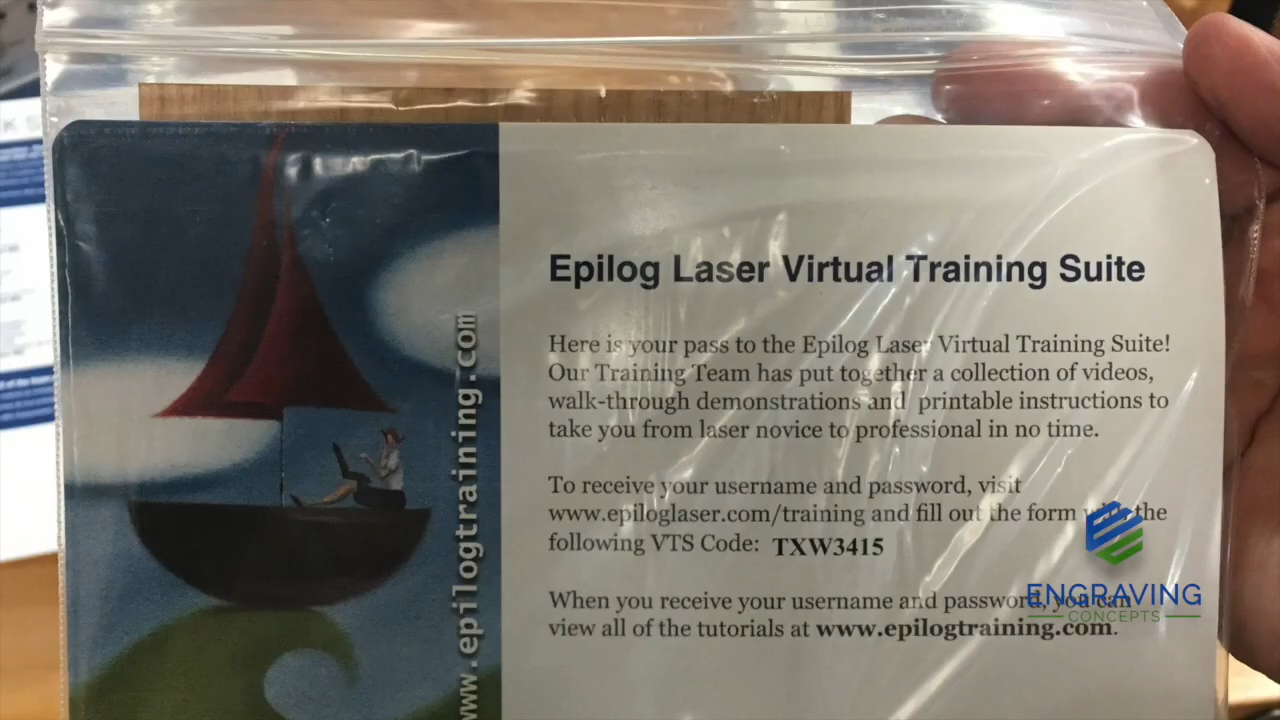 Epilog Laser Virtual Training Suite
Here is your pass to the Epilog Laser Virtual Training Suite!
Our Training Team has put together a collection of videos,
walk-through demonstrations and printable instructions to
take you from laser novice to professional in no time.
To receive your username and password, visit
www.epiloglaser.com/training and fill out the form with the
following VTS Code: TXW3415
When you receive your username and password, you can
view all of the tutorials at www.epilogtraining.com.
ww.epilogtraining.com
ENGRAVING
CONCEPTS